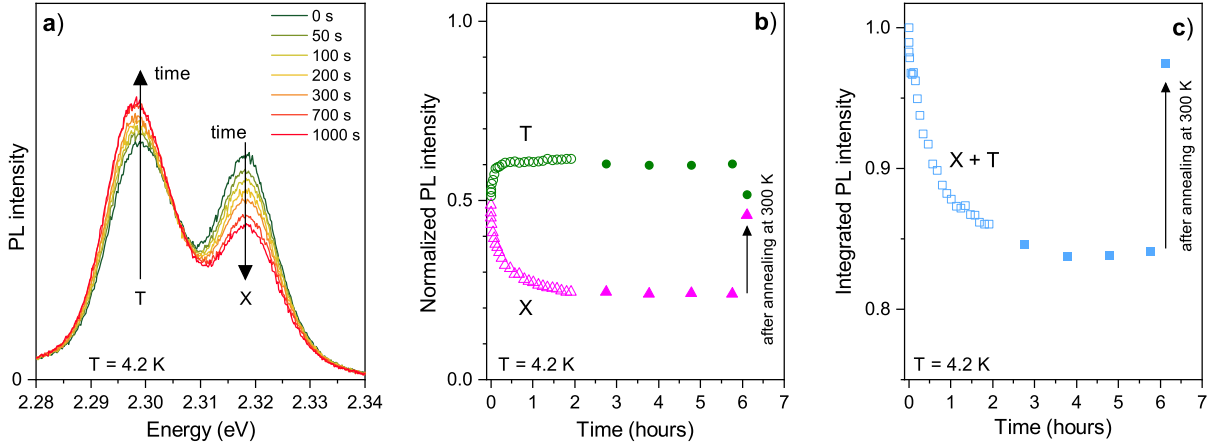 a)
0 s
50 s
100 s
200 s
300 s
700 s
1000 s
time
time
T
X
T = 4.2 K
PL intensity
0
2.28 2.29 2.30 2.31 2.32 2.33 2.34
Energy (eV)
b)
1.0
0.5
0.0
Normalized PL intensity
T
X
after annealing at 300 K
T = 4.2 K
0 1 2 3 4 5 6 7
Time (hours)
c)
1.0
0.9
0.8
Integrated PL intensity
X + T
after annealing at 300 K
T = 4.2 K
0 1 2 3 4 5 6 7
Time (hours)